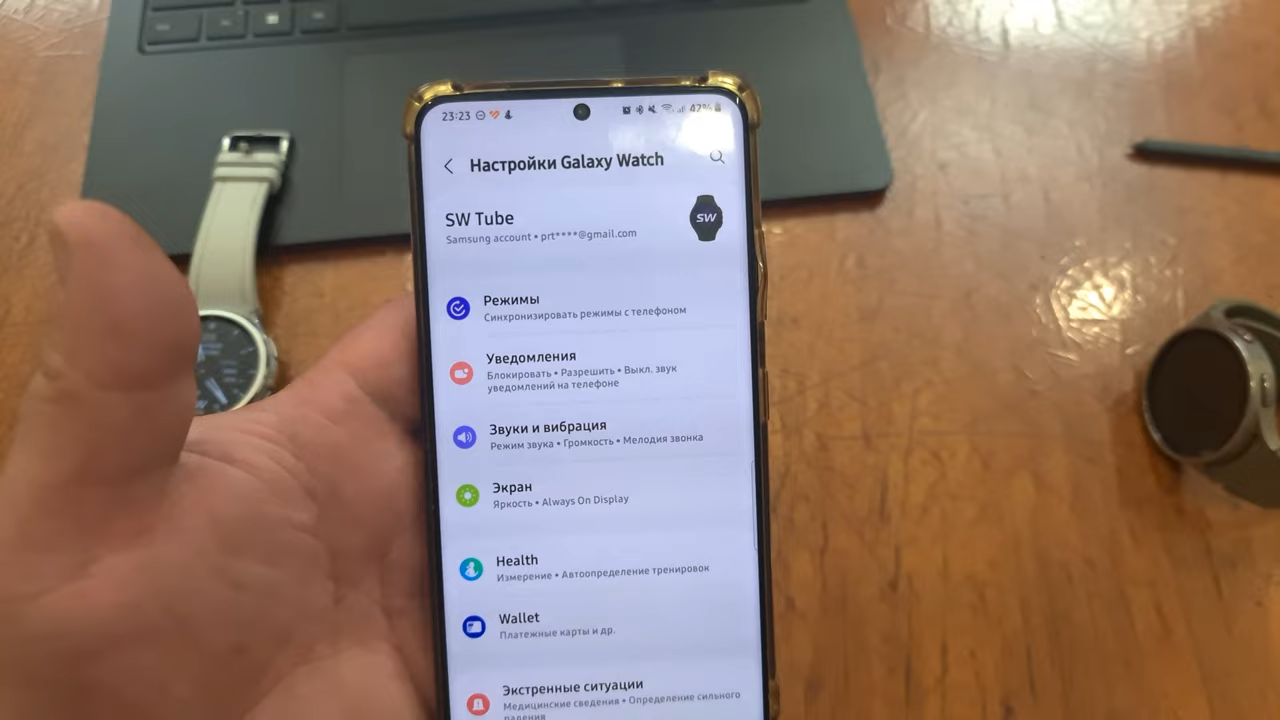 23:23
42%
Настройки Galaxy Watch
SW Tube
SW
Samsung account • prt****@gmail.com
Режимы
Синхронизировать режимы с телефоном
Уведомления
Блокировать • Разрешить • Выкл. звук
уведомлений на телефоне
Звуки и вибрация
Режим звука • Громкость • Мелодия звонка
Экран
Яркость • Always On Display
Health
Измерение • Автоопределение тренировок
Wallet
Платежные карты и др.
Экстренные ситуации
Медицинские сведения • Определение сильного
падения